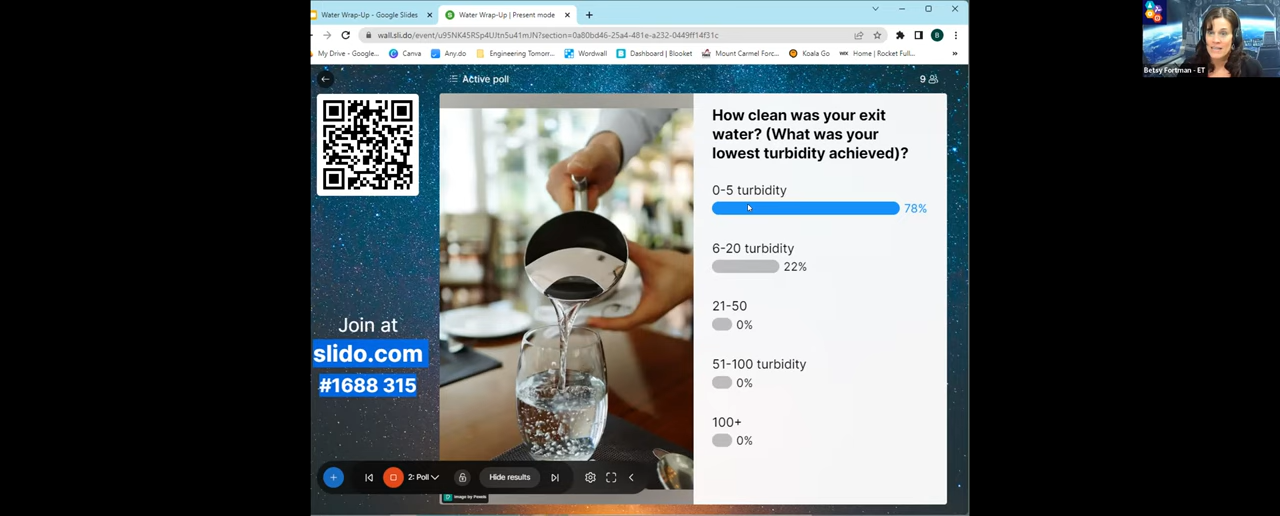 Water Wrap-Up - Google Slides
Water Wrap-Up | Present mode
wall.sli.do/event/u95NK45RSp4UJtn5u41mJN?section=0a80bd46-25a4-481e-a232-0449ff14f31c
My Drive - Google...
Canva
Any.do
Engineering Tomorr...
Wordwall
Dashboard | Blooket
Mount Carmel Forc...
Koala Go
WIX
Home | Rocket Full...
Betsy Fortman - ET
Active poll
9
How clean was your exit
water? (What was your
lowest turbidity achieved)?
0-5 turbidity
78%
6-20 turbidity
22%
21-50
0%
51-100 turbidity
0%
100+
0%
Join at
slido.com
#1688 315
2: Poll
Hide results
Image by Pexels